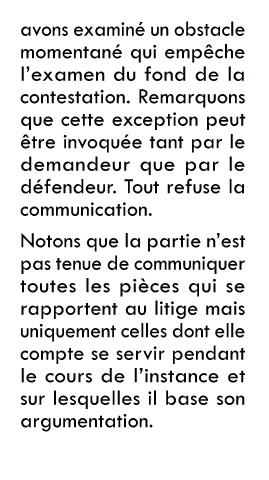 avons examiné un obstacle
momentané qui empêche
l'examen du fond de la
contestation. Remarquons
que cette exception peut
être invoquée tant par le
demandeur que par le
défendeur. Tout refuse la
communication.
Notons que la partie n'est
pas tenue de communiquer
toutes les pièces qui se
rapportent au litige mais
uniquement celles dont elle
compte se servir pendant
le cours de l'instance et
sur lesquelles il base son
argumentation.